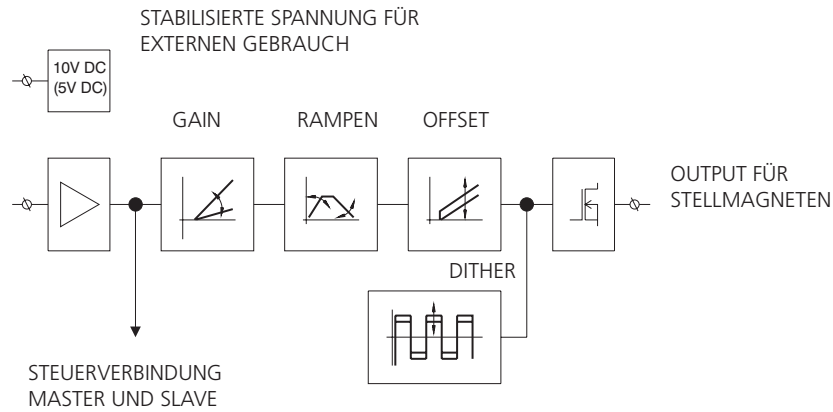 STABILISIERTE SPANNUNG FÜR
EXTERNEN GEBRAUCH
10V DC
(5V DC)
GAIN
RAMPEN
OFFSET
OUTPUT FÜR
STELLMAGNETEN
DITHER
STEUERVERBINDUNG
MASTER UND SLAVE